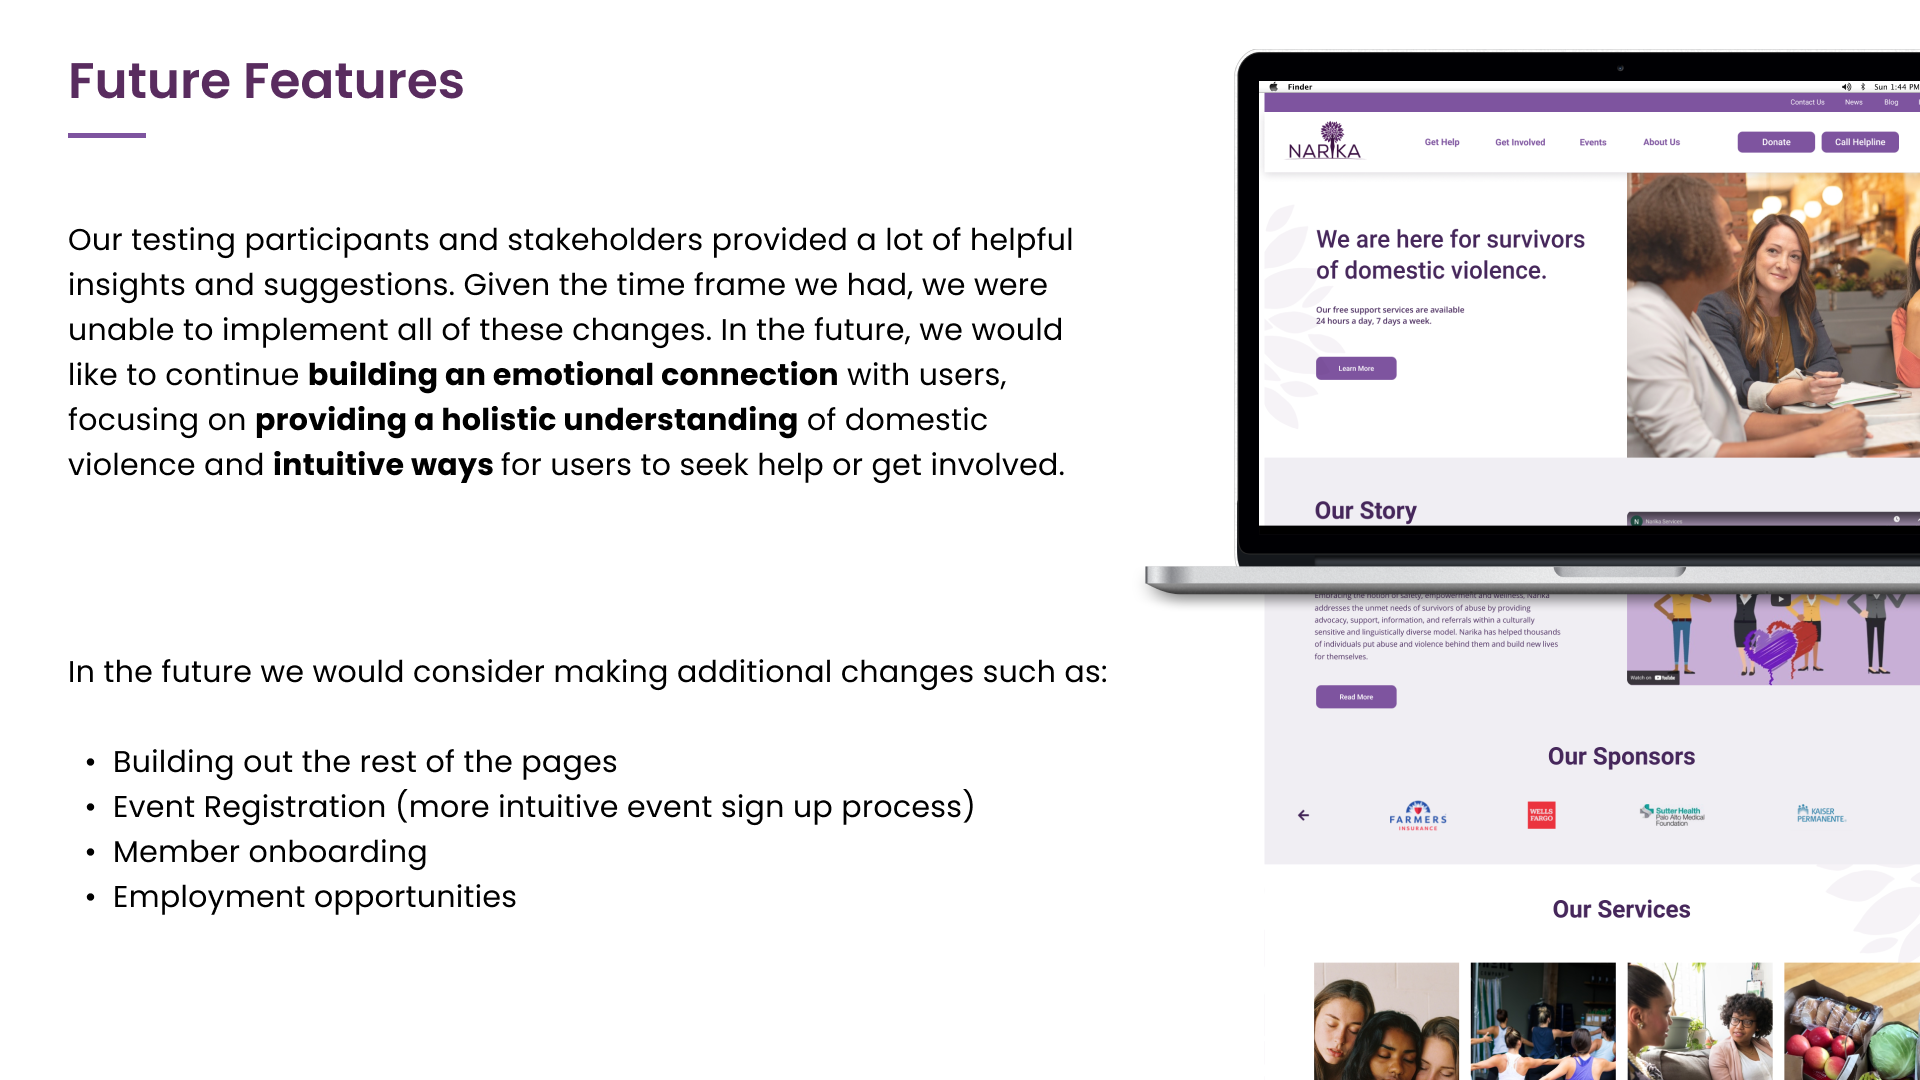 Future Features
Our testing participants and stakeholders provided a lot of helpful
insights and suggestions. Given the time frame we had, we were
unable to implement all of these changes. In the future, we would
like to continue building an emotional connection with users,
focusing on providing a holistic understanding of domestic
violence and intuitive ways for users to seek help or get involved.
In the future we would consider making additional changes such as:
• Building out the rest of the pages
• Event Registration (more intuitive event sign up process)
• Member onboarding
• Employment opportunities
Finder
Sun 1:44 PM
Contact Us News Blog
NARIKA
Get Help Get Involved Events About Us Donate Call Helpline
We are here for survivors
of domestic violence.
Our free support services are available
24 hours a day, 7 days a week.
Learn More
Our Story
N Narika Services
Embracing the notion of safety, empowerment and wellness, Narika
addresses the unmet needs of survivors of abuse by providing
advocacy, support, information, and referrals within a culturally
sensitive and linguistically diverse model. Narika has helped thousands
of individuals put abuse and violence behind them and build new lives
for themselves.
Watch on YouTube
Read More
Our Sponsors
FARMERS
INSURANCE
WELLS
FARGO
Sutter Health
Palo Alto Medical
Foundation
KAISER
PERMANENTE.
Our Services